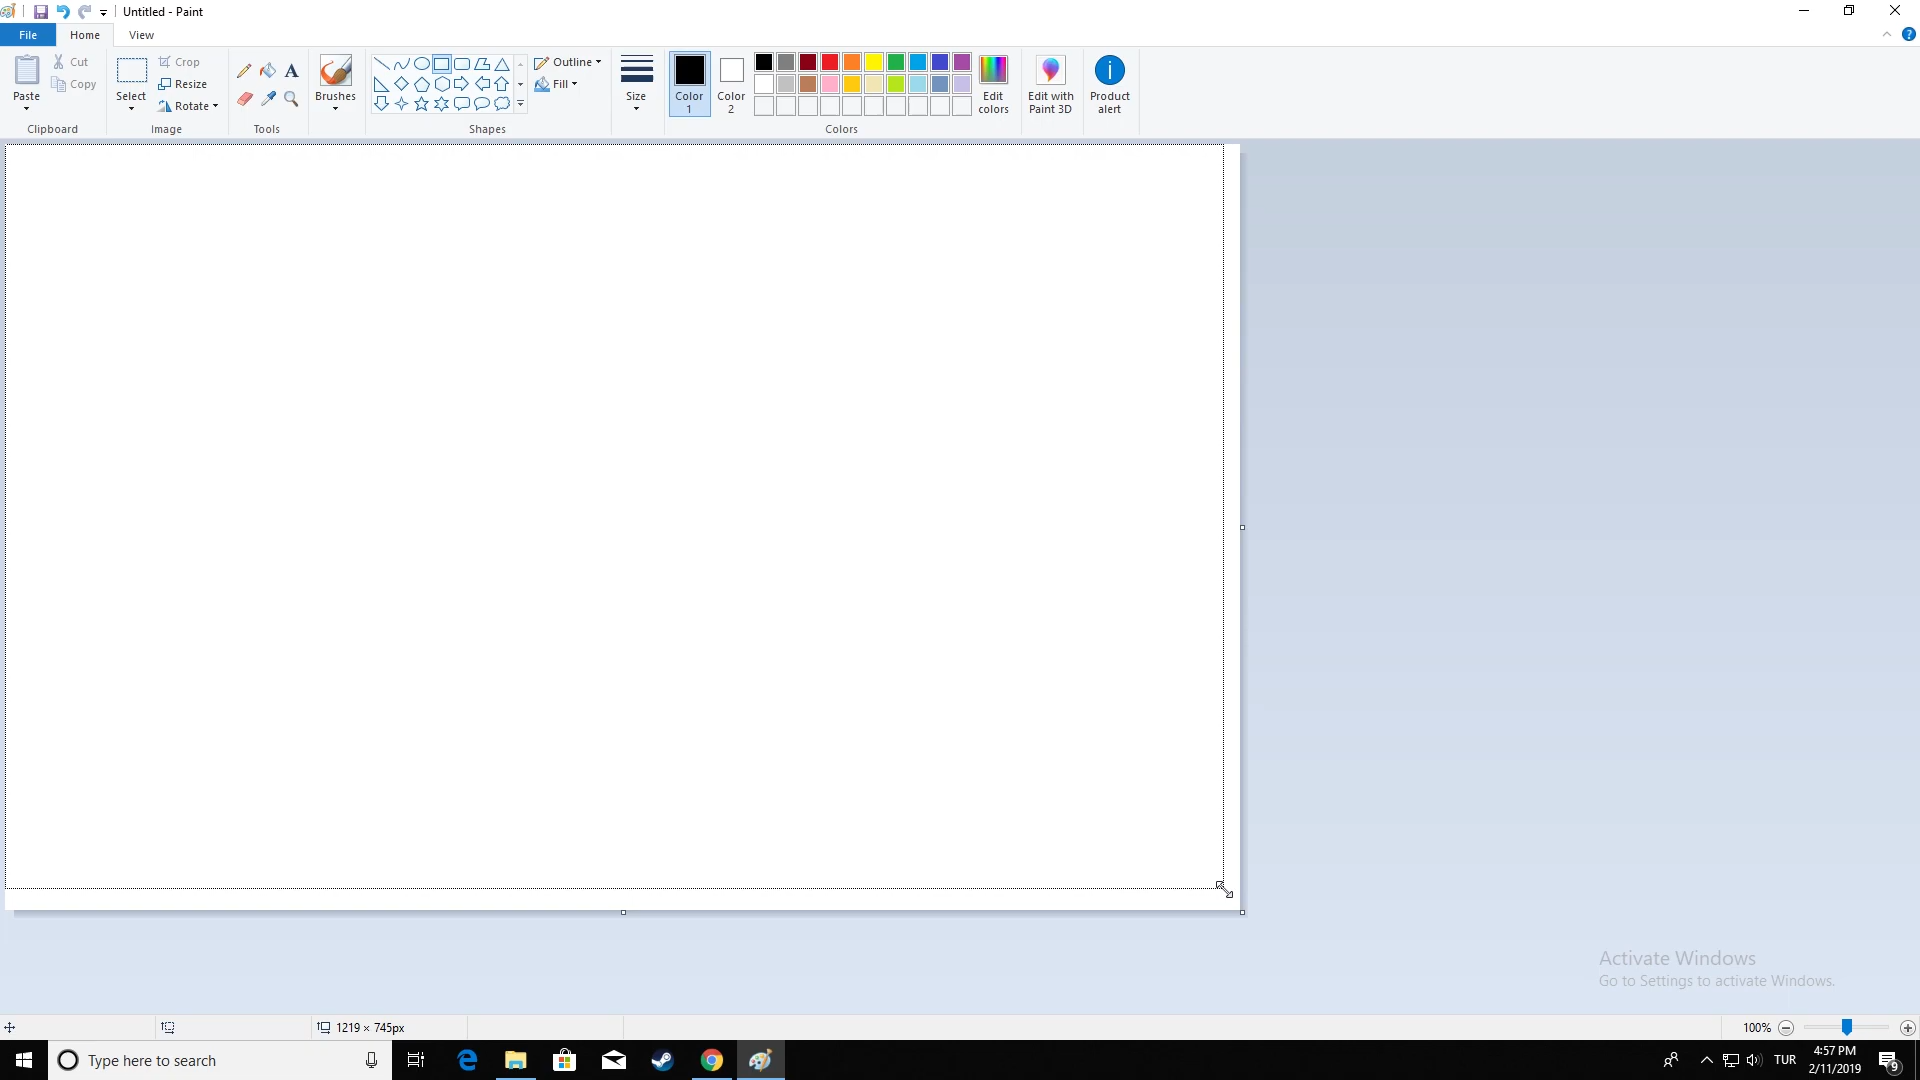 Untitled - Paint
File Home View
Paste
Cut
Copy
Clipboard
Select
Crop
Resize
Rotate
Image
Tools
Brushes
Shapes
Outline
Fill
Size
Color 1
Color 2
Colors
Edit colors
Edit with Paint 3D
Product alert
Activate Windows
Go to Settings to activate Windows.
1219 × 745px
100%
Type here to search
TUR
4:57 PM
2/11/2019
9